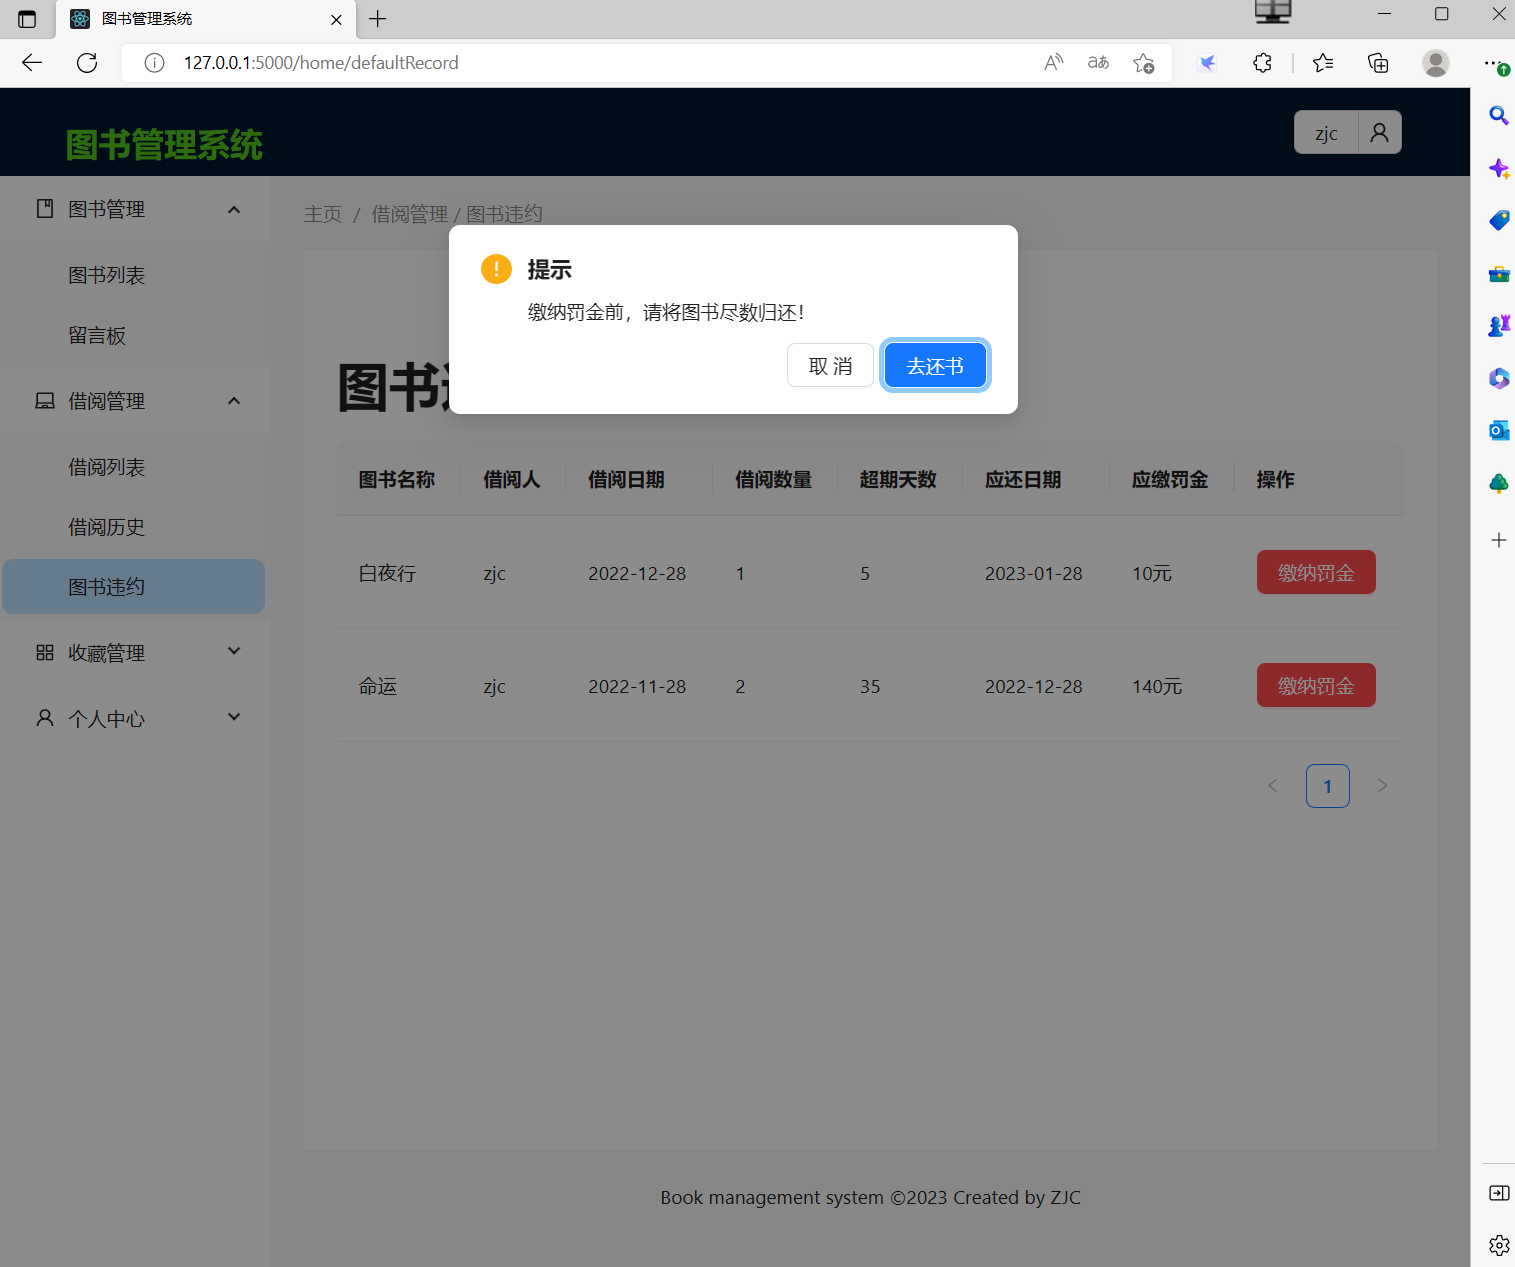 图书管理系统
127.0.0.1:5000/home/defaultRecord
图书管理系统
zjc
图书管理
图书列表
留言板
借阅管理
借阅列表
借阅历史
图书违约
收藏管理
个人中心
主页 / 借阅管理 / 图书违约
提示
缴纳罚金前，请将图书尽数归还！
取 消 去还书
图书
图书名称 借阅人 借阅日期 借阅数量 超期天数 应还日期 应缴罚金 操作
白夜行 zjc 2022-12-28 1 5 2023-01-28 10元 缴纳罚金
命运 zjc 2022-11-28 2 35 2022-12-28 140元 缴纳罚金
1
Book management system ©2023 Created by ZJC